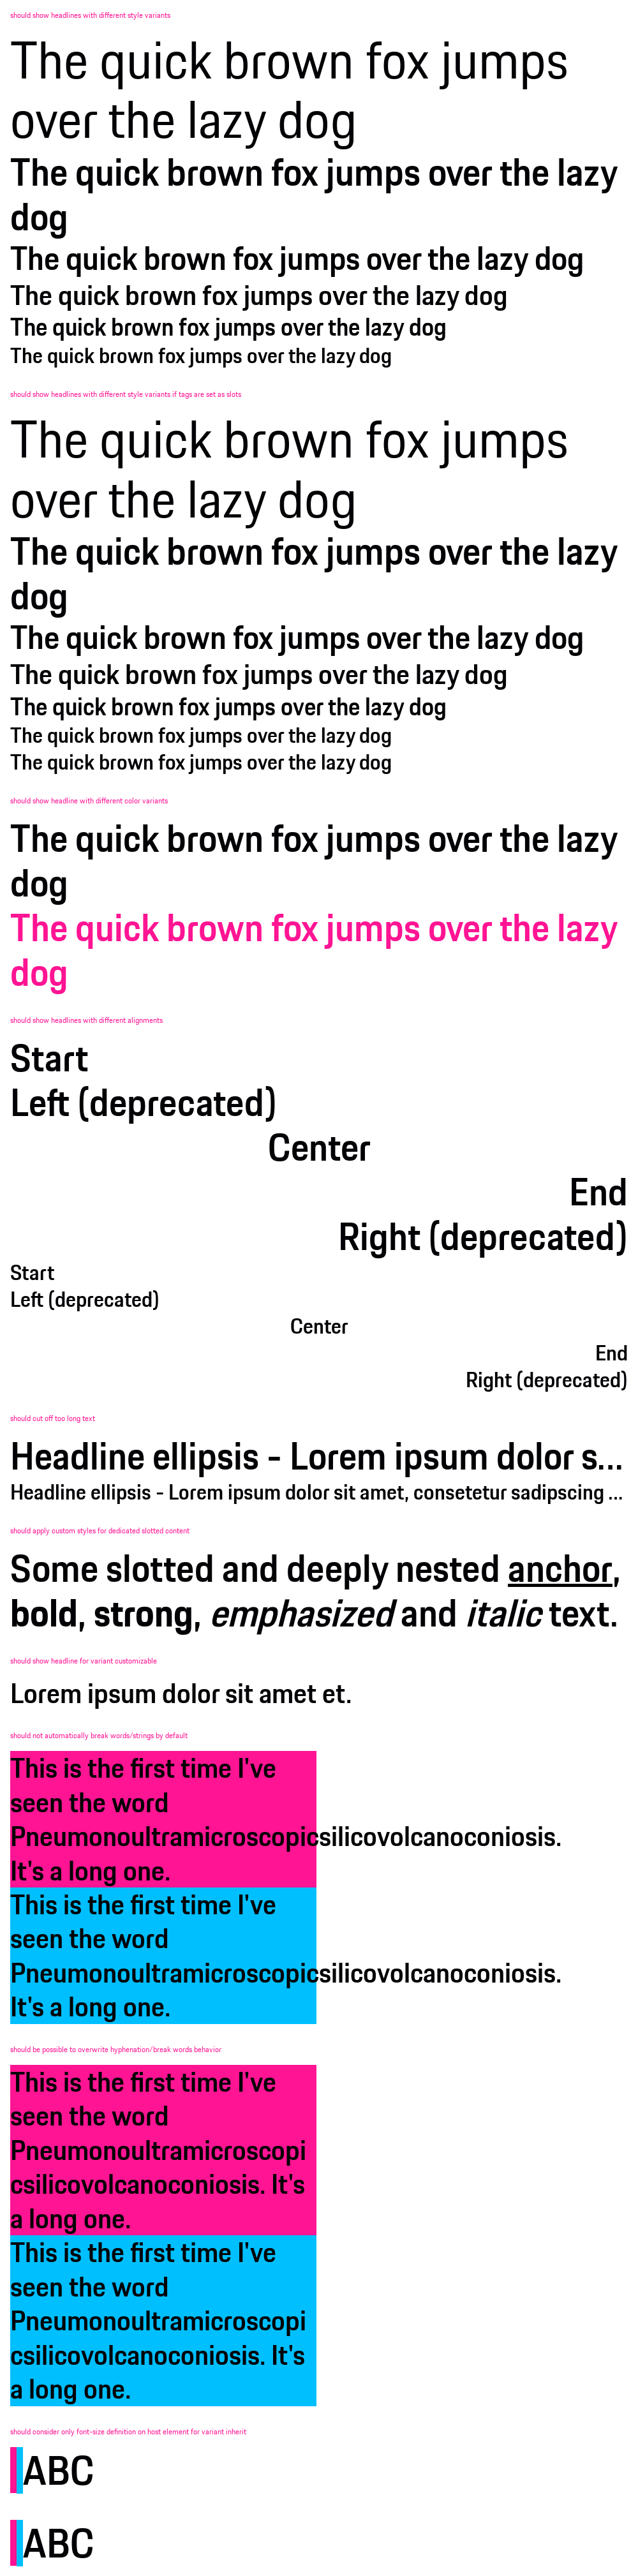 should show headlines with different style variants
The quick brown fox jumps
over the lazy dog
The quick brown fox jumps over the lazy
dog
The quick brown fox jumps over the lazy dog
The quick brown fox jumps over the lazy dog
The quick brown fox jumps over the lazy dog
The quick brown fox jumps over the lazy dog
should show headlines with different style variants if tags are set as slots
The quick brown fox jumps
over the lazy dog
The quick brown fox jumps over the lazy
dog
The quick brown fox jumps over the lazy dog
The quick brown fox jumps over the lazy dog
The quick brown fox jumps over the lazy dog
The quick brown fox jumps over the lazy dog
The quick brown fox jumps over the lazy dog
should show headline with different color variants
The quick brown fox jumps over the lazy
dog
The quick brown fox jumps over the lazy
dog
should show headlines with different alignments
Start
Left (deprecated)
Center
End
Right (deprecated)
Start
Left (deprecated)
Center
End
Right (deprecated)
should cut off too long text
Headline ellipsis - Lorem ipsum dolor s...
Headline ellipsis - Lorem ipsum dolor sit amet, consetetur sadipscing ...
should apply custom styles for dedicated slotted content
Some slotted and deeply nested anchor,
bold, strong, emphasized and italic text.
should show headline for variant customizable
Lorem ipsum dolor sit amet et.
should not automatically break words/strings by default
This is the first time I've
seen the word
Pneumonoultramicroscopicsilicovolcanoconiosis.
It's a long one.
This is the first time I've
seen the word
Pneumonoultramicroscopicsilicovolcanoconiosis.
It's a long one.
should be possible to overwrite hyphenation/break words behavior
This is the first time I've
seen the word
Pneumonoultramicroscopi
csilicovolcanoconiosis. It's
a long one.
This is the first time I've
seen the word
Pneumonoultramicroscopi
csilicovolcanoconiosis. It's
a long one.
should consider only font-size definition on host element for variant inherit
ABC
ABC